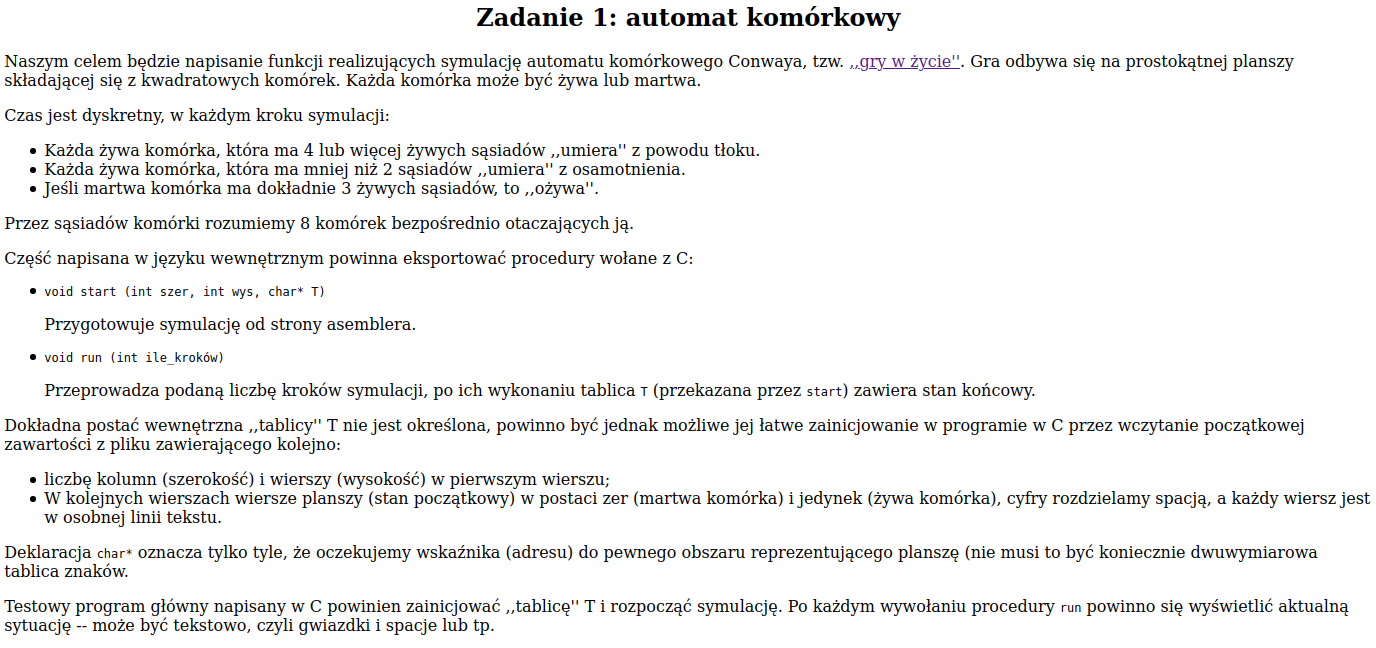 Zadanie 1: automat komórkowy
Naszym celem będzie napisanie funkcji realizujących symulację automatu komórkowego Conwaya, tzw. ,,gry w życie''. Gra odbywa się na prostokątnej planszy
składającej się z kwadratowych komórek. Każda komórka może być żywa lub martwa.
Czas jest dyskretny, w każdym kroku symulacji:
• Każda żywa komórka, która ma 4 lub więcej żywych sąsiadów ,,umiera'' z powodu tłoku.
• Każda żywa komórka, która ma mniej niż 2 sąsiadów ,,umiera'' z osamotnienia.
• Jeśli martwa komórka ma dokładnie 3 żywych sąsiadów, to ,,ożywa''.
Przez sąsiadów komórki rozumiemy 8 komórek bezpośrednio otaczających ją.
Część napisana w języku wewnętrznym powinna eksportować procedury wołane z C:
• void start (int szer, int wys, char* T)
Przygotowuje symulację od strony asemblera.
• void run (int ile_kroków)
Przeprowadza podaną liczbę kroków symulacji, po ich wykonaniu tablica T (przekazana przez start) zawiera stan końcowy.
Dokładna postać wewnętrzna ,,tablicy'' T nie jest określona, powinno być jednak możliwe jej łatwe zainicjowanie w programie w C przez wczytanie początkowej
zawartości z pliku zawierającego kolejno:
• liczbę kolumn (szerokość) i wierszy (wysokość) w pierwszym wierszu;
• W kolejnych wierszach wiersze planszy (stan początkowy) w postaci zer (martwa komórka) i jedynek (żywa komórka), cyfry rozdzielamy spacją, a każdy wiersz jest
w osobnej linii tekstu.
Deklaracja char* oznacza tylko tyle, że oczekujemy wskaźnika (adresu) do pewnego obszaru reprezentującego planszę (nie musi to być koniecznie dwuwymiarowa
tablica znaków.
Testowy program główny napisany w C powinien zainicjować ,,tablicę'' T i rozpocząć symulację. Po każdym wywołaniu procedury run powinno się wyświetlić aktualną
sytuację -- może być tekstowo, czyli gwiazdki i spacje lub tp.